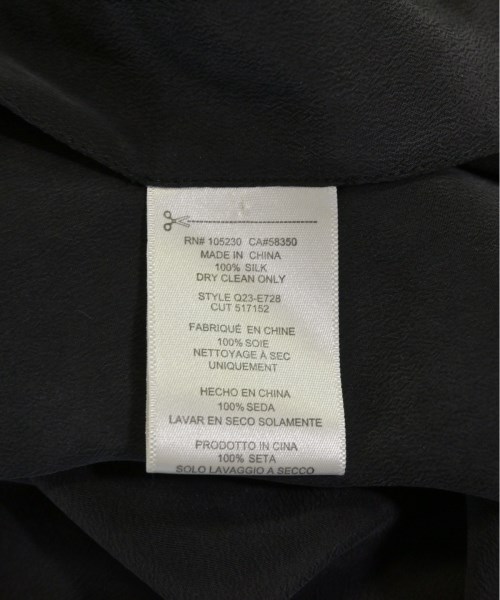 RN# 105230 CA#58350
MADE IN CHINA
100% SILK
DRY CLEAN ONLY
STYLE Q23-E728
CUT 517152
FABRIQUÉ EN CHINE
100% SOIE
NETTOYAGE À SEC
UNIQUEMENT
HECHO EN CHINA
100% SEDA
LAVAR EN SECO SOLAMENTE
PRODOTTO IN CINA
100% SETA
SOLO LAVAGGIO A SECCO